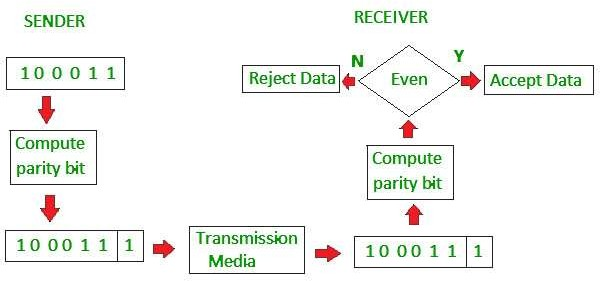 SENDER
1 0 0 0 1 1
Compute
parity bit
1 0 0 0 1 1 1
Transmission
Media
RECEIVER
1 0 0 0 1 1 1
Compute
parity bit
Even
N
Reject Data
Y
Accept Data